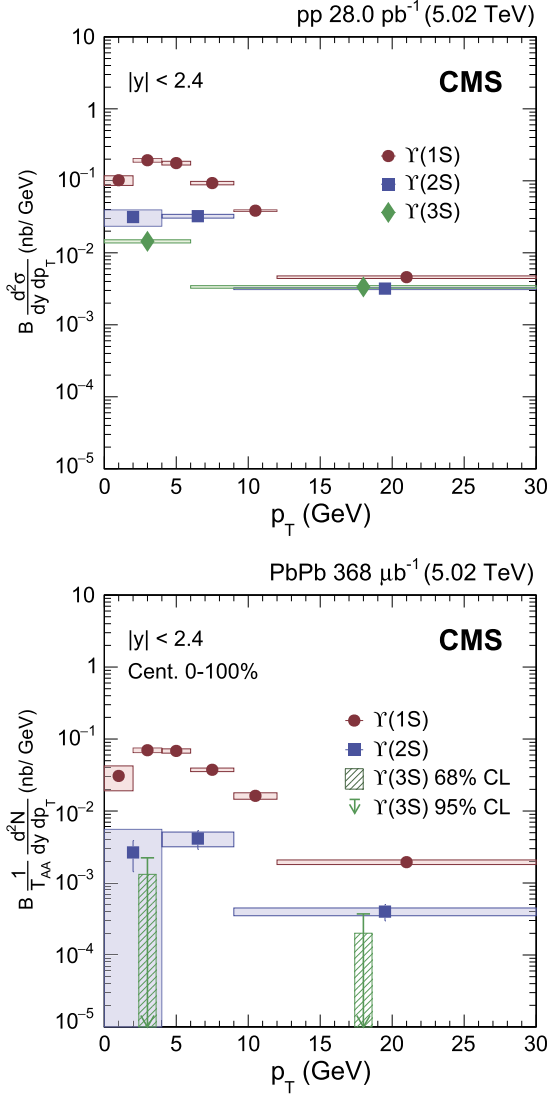 pp 28.0 pb⁻¹ (5.02 TeV)
|y| < 2.4
CMS
ϒ(1S)
ϒ(2S)
ϒ(3S)
B d²σ / dy dp_T (nb/ GeV)
10
1
10⁻¹
10⁻²
10⁻³
10⁻⁴
10⁻⁵
0 5 10 15 20 25 30
p_T (GeV)
PbPb 368 μb⁻¹ (5.02 TeV)
|y| < 2.4
CMS
Cent. 0-100%
ϒ(1S)
ϒ(2S)
ϒ(3S) 68% CL
ϒ(3S) 95% CL
B 1/T_AA d²N / dy dp_T (nb/ GeV)
10
1
10⁻¹
10⁻²
10⁻³
10⁻⁴
10⁻⁵
0 5 10 15 20 25 30
p_T (GeV)